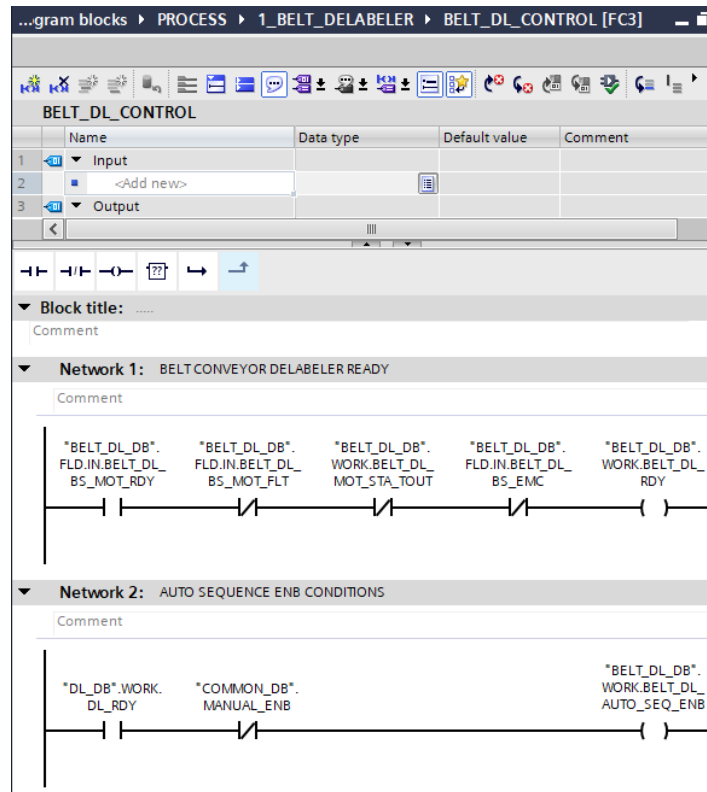 ...gram blocks ▸ PROCESS ▸ 1_BELT_DELABELER ▸ BELT_DL_CONTROL [FC3]
BELT_DL_CONTROL
Name Data type Default value Comment
1 Input
2 <Add new>
3 Output
Block title: .....
Comment
Network 1: BELT CONVEYOR DELABELER READY
Comment
"BELT_DL_DB". "BELT_DL_DB". "BELT_DL_DB". "BELT_DL_DB". "BELT_DL_DB".
FLD.IN.BELT_DL_ FLD.IN.BELT_DL_ WORK.BELT_DL_ FLD.IN.BELT_DL_ WORK.BELT_DL_
BS_MOT_RDY BS_MOT_FLT MOT_STA_TOUT BS_EMC RDY
Network 2: AUTO SEQUENCE ENB CONDITIONS
Comment
"BELT_DL_DB".
"DL_DB".WORK. "COMMON_DB". WORK.BELT_DL_
DL_RDY MANUAL_ENB AUTO_SEQ_ENB